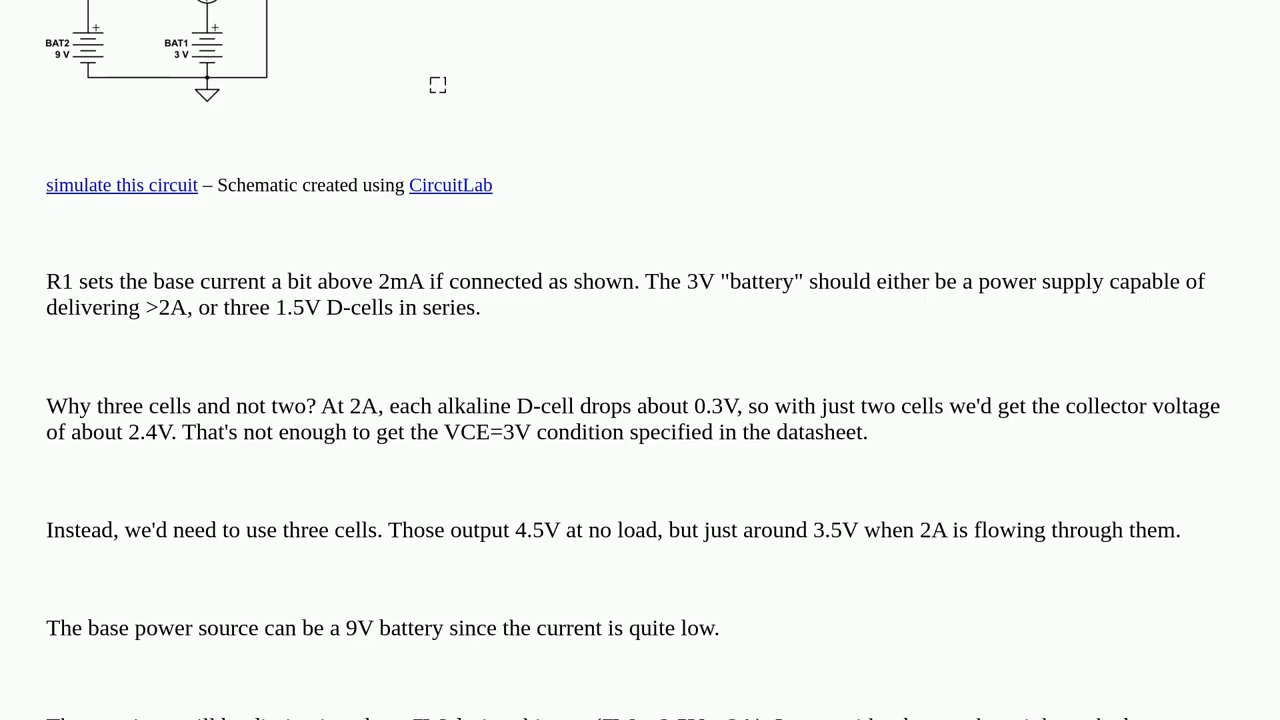 + +
BAT2 BAT1
9 V 3 V
simulate this circuit – Schematic created using CircuitLab
R1 sets the base current a bit above 2mA if connected as shown. The 3V "battery" should either be a power supply capable of
delivering >2A, or three 1.5V D-cells in series.
Why three cells and not two? At 2A, each alkaline D-cell drops about 0.3V, so with just two cells we'd get the collector voltage
of about 2.4V. That's not enough to get the VCE=3V condition specified in the datasheet.
Instead, we'd need to use three cells. Those output 4.5V at no load, but just around 3.5V when 2A is flowing through them.
The base power source can be a 9V battery since the current is quite low.